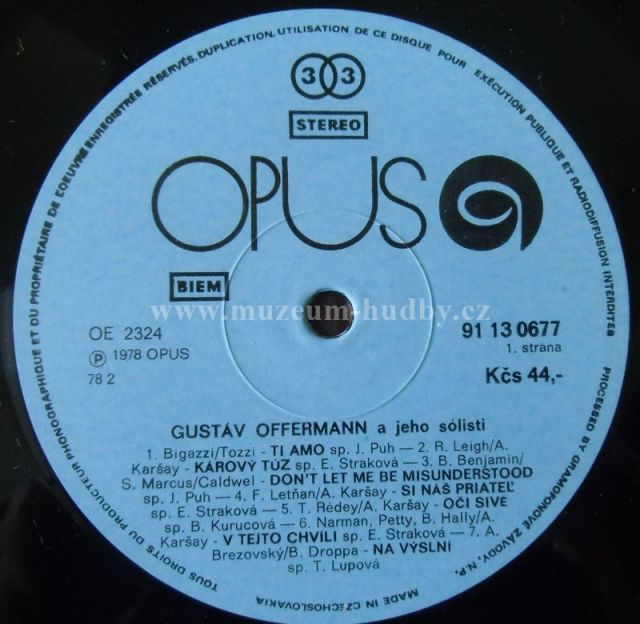 TOUS DROITS DU PRODUCTEUR PHONOGRAPHIQUE ET DU PROPRIÉTAIRE DE L'OEUVRE ENREGISTRÉE RÉSERVÉS. DUPLICATION, UTILISATION DE CE DISQUE POUR EXÉCUTION PUBLIQUE ET RADIODIFFUSION INTERDITES
PROCESSED BY GRAMOFONOVÉ ZÁVODY, N.P.
MADE IN CZECHOSLOVAKIA
33
STEREO
OPUS
BIEM
www.muzeum-hudby.cz
OE 2324
℗ 1978 OPUS
78 2
91 13 0677
1. strana
Kčs 44,-
GUSTÁV OFFERMANN a jeho sólisti
1. Bigazzi/Tozzi - TI AMO sp. J. Puh — 2. R. Leigh/A.
Karšay - KÁROVÝ TÚZ sp. E. Straková — 3. B. Benjamin/
S. Marcus/Caldwel - DON'T LET ME BE MISUNDERSTOOD
sp. J. Puh — 4. F. Letňan/A. Karšay - SI NÁŠ PRIATEĽ
sp. E. Straková — 5. T. Rédey/A. Karšay - OČI SIVÉ
sp. B. Kurucová — 6. Narman, Petty, B. Hally/A.
Karšay - V TEJTO CHVÍLI sp. E. Straková — 7. A.
Brezovský/B. Droppa - NA VÝSLNÍ
sp. T. Lupová